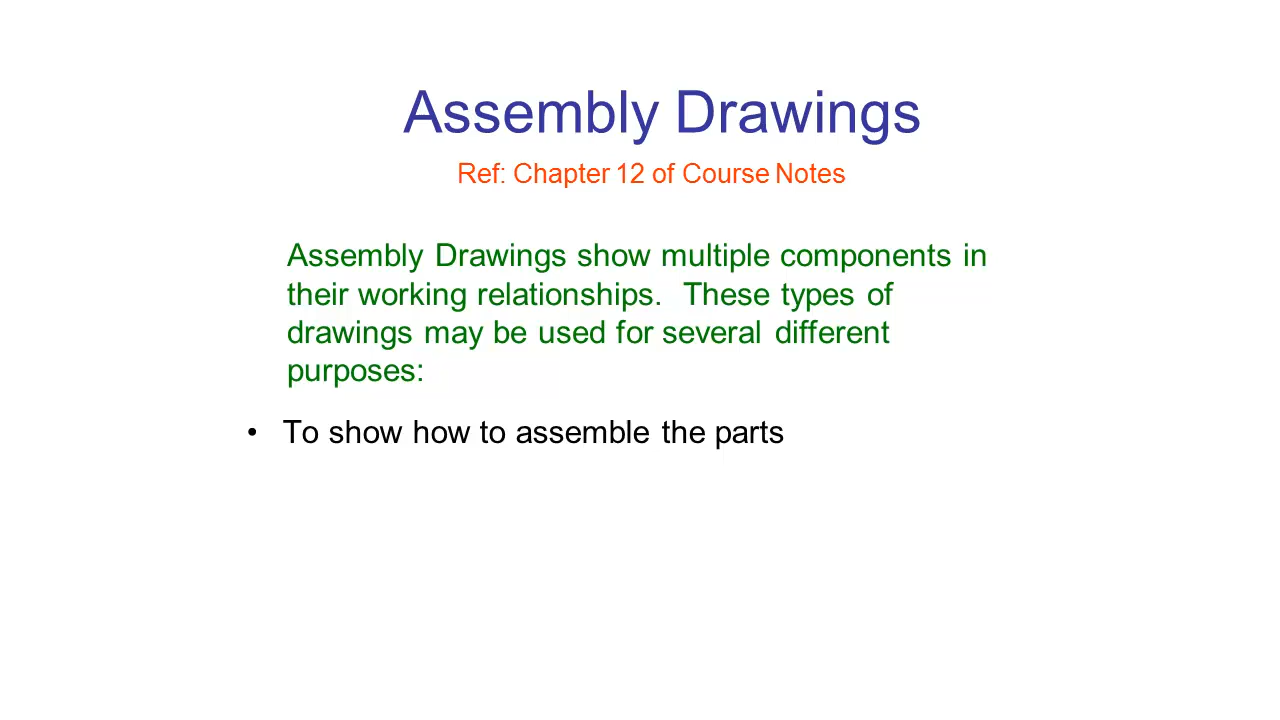 Assembly Drawings
Ref: Chapter 12 of Course Notes
Assembly Drawings show multiple components in
their working relationships.  These types of
drawings may be used for several different
purposes:
• To show how to assemble the parts